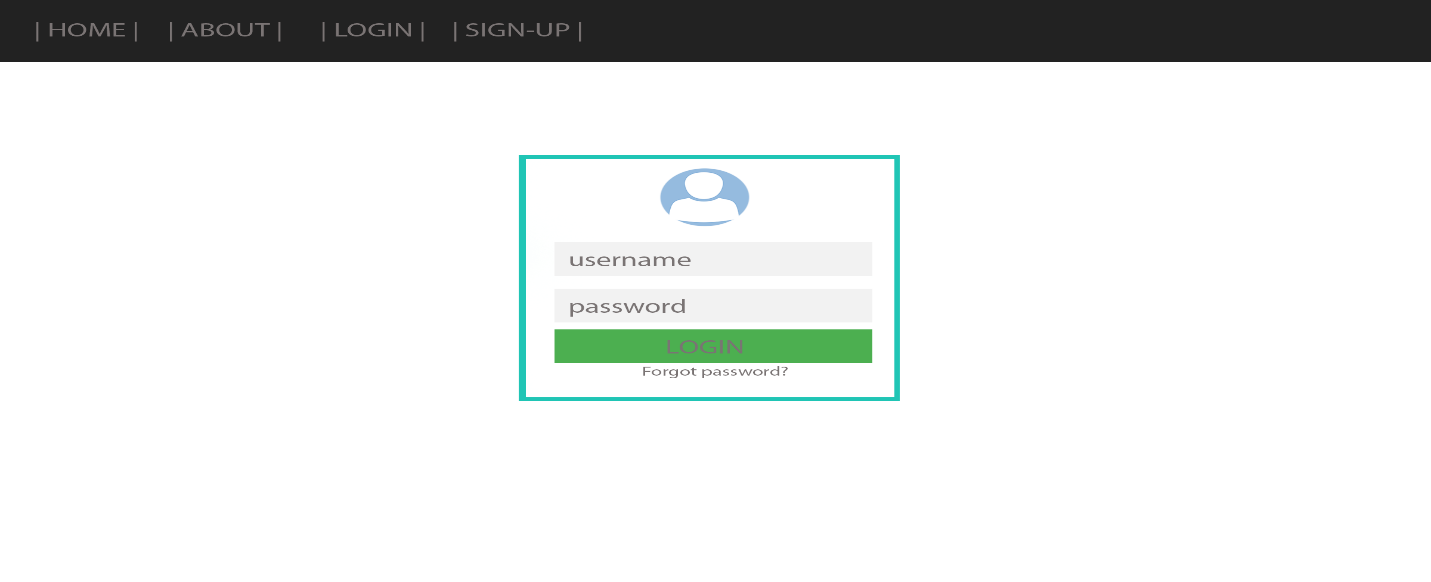 | HOME | | ABOUT | | LOGIN | | SIGN-UP |
username
password
LOGIN
Forgot password?